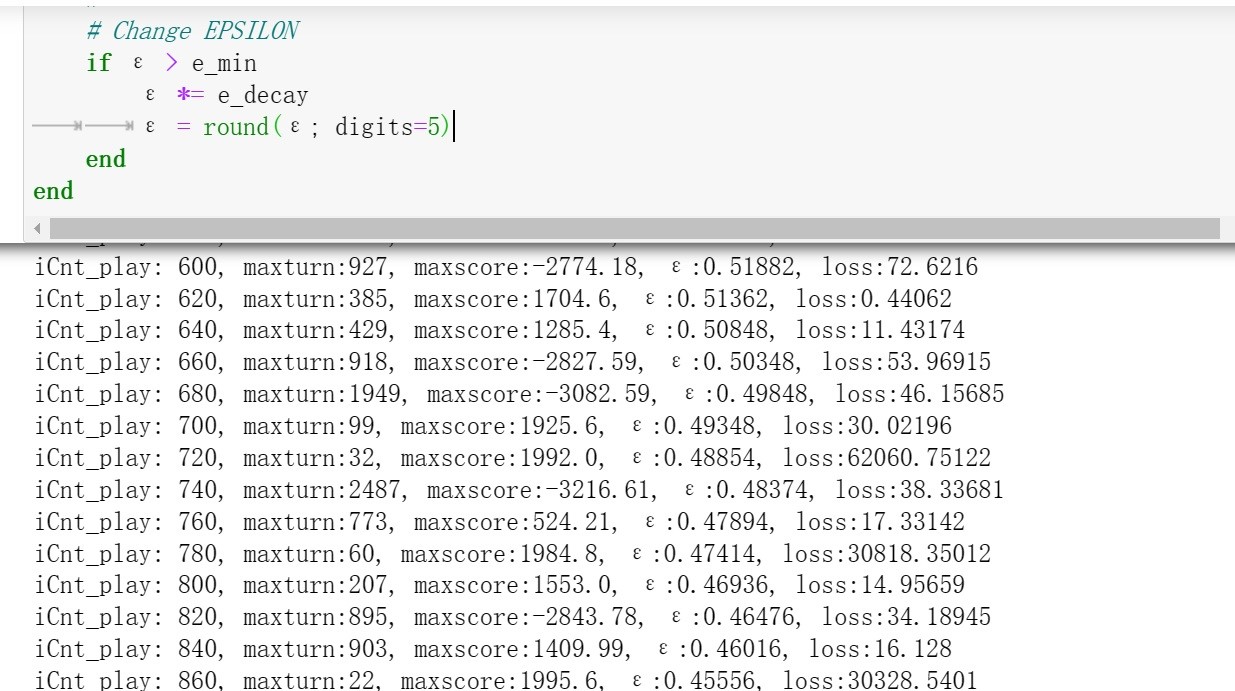 # Change EPSILON
if ε > e_min
ε *= e_decay
ε = round(ε; digits=5)
end
end
iCnt_play: 600, maxturn:927, maxscore:-2774.18, ε:0.51882, loss:72.6216
iCnt_play: 620, maxturn:385, maxscore:1704.6, ε:0.51362, loss:0.44062
iCnt_play: 640, maxturn:429, maxscore:1285.4, ε:0.50848, loss:11.43174
iCnt_play: 660, maxturn:918, maxscore:-2827.59, ε:0.50348, loss:53.96915
iCnt_play: 680, maxturn:1949, maxscore:-3082.59, ε:0.49848, loss:46.15685
iCnt_play: 700, maxturn:99, maxscore:1925.6, ε:0.49348, loss:30.02196
iCnt_play: 720, maxturn:32, maxscore:1992.0, ε:0.48854, loss:62060.75122
iCnt_play: 740, maxturn:2487, maxscore:-3216.61, ε:0.48374, loss:38.33681
iCnt_play: 760, maxturn:773, maxscore:524.21, ε:0.47894, loss:17.33142
iCnt_play: 780, maxturn:60, maxscore:1984.8, ε:0.47414, loss:30818.35012
iCnt_play: 800, maxturn:207, maxscore:1553.0, ε:0.46936, loss:14.95659
iCnt_play: 820, maxturn:895, maxscore:-2843.78, ε:0.46476, loss:34.18945
iCnt_play: 840, maxturn:903, maxscore:1409.99, ε:0.46016, loss:16.128
iCnt_play: 860, maxturn:22, maxscore:1995.6, ε:0.45556, loss:30328.5401